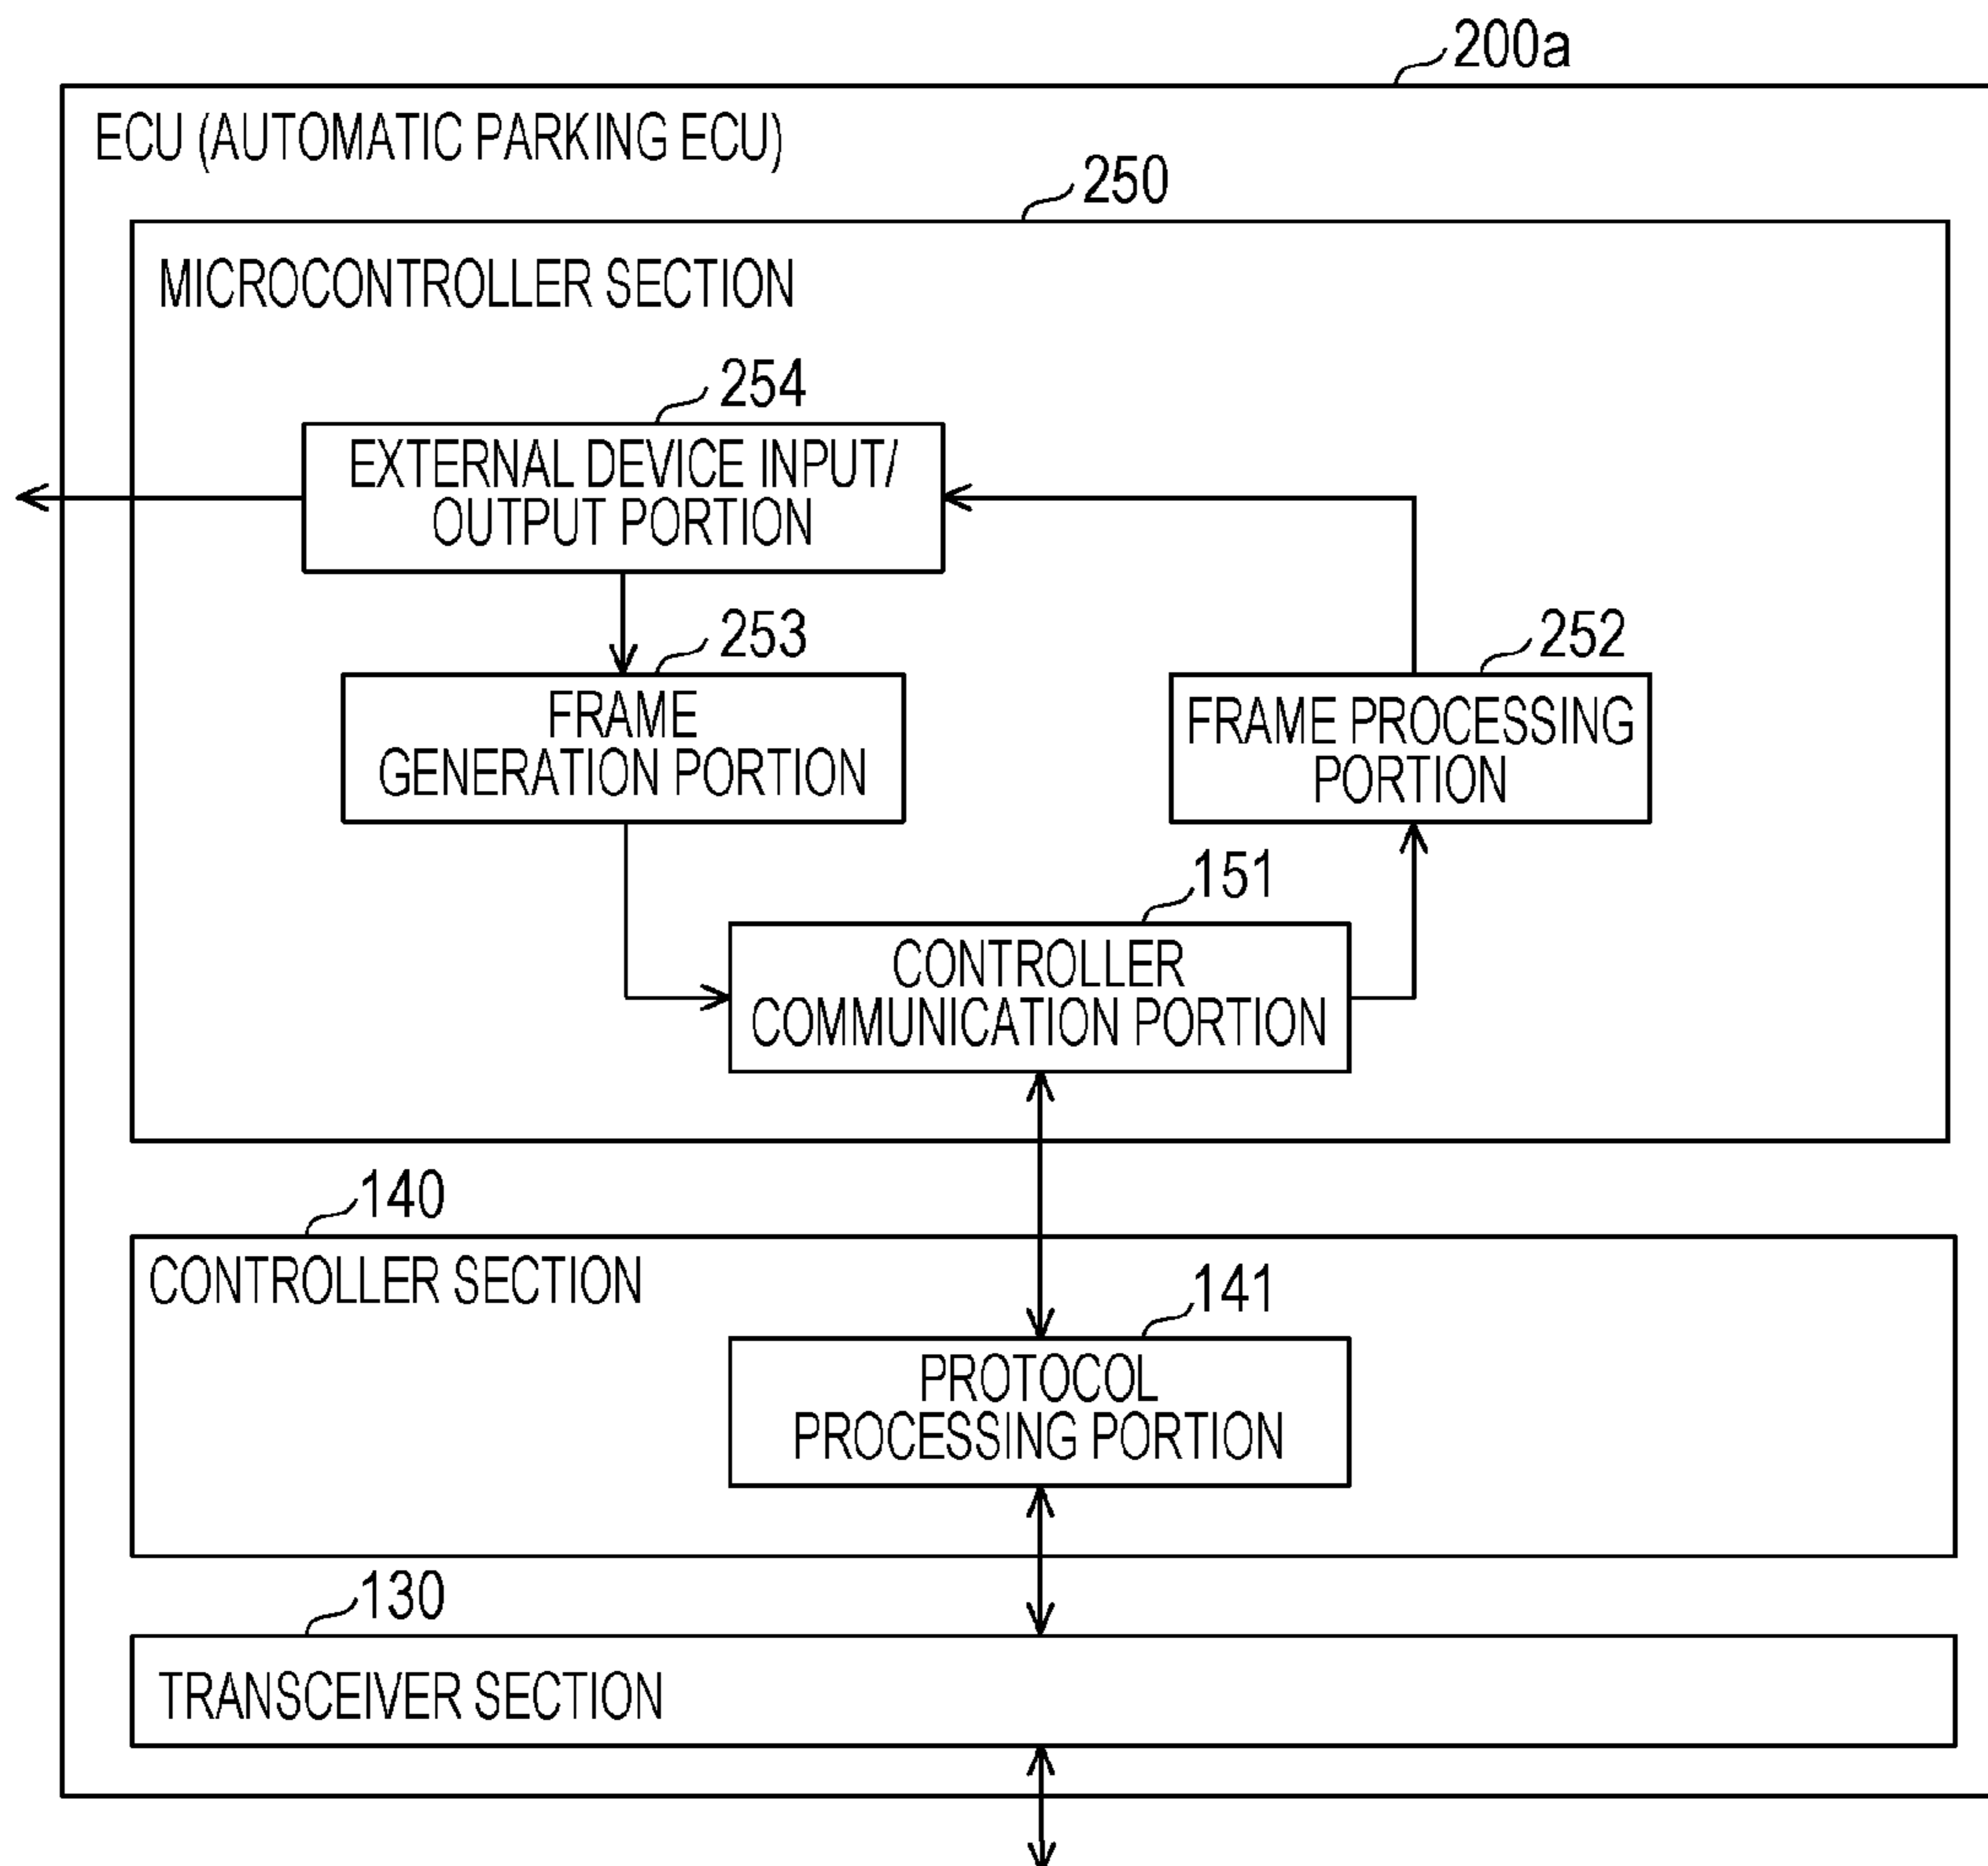 200a
ECU (AUTOMATIC PARKING ECU)
250
MICROCONTROLLER SECTION
254
EXTERNAL DEVICE INPUT/
OUTPUT PORTION
253
FRAME
GENERATION PORTION
252
FRAME PROCESSING
PORTION
151
CONTROLLER
COMMUNICATION PORTION
140
CONTROLLER SECTION
141
PROTOCOL
PROCESSING PORTION
130
TRANSCEIVER SECTION